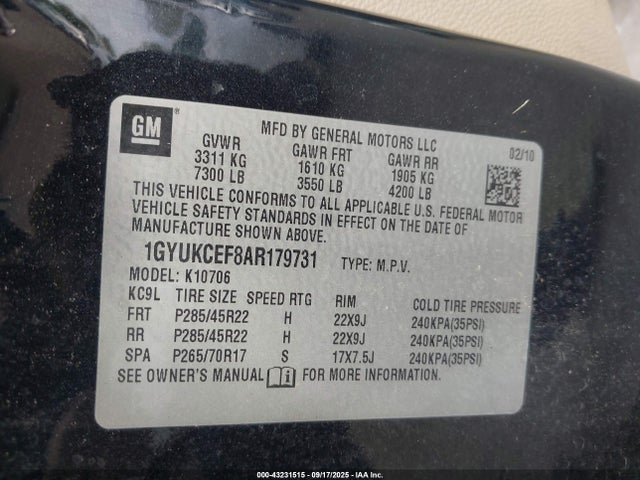 GM ®
MFD BY GENERAL MOTORS LLC
02/10
GVWR GAWR FRT GAWR RR
3311 KG 1610 KG 1905 KG
7300 LB 3550 LB 4200 LB
THIS VEHICLE CONFORMS TO ALL APPLICABLE U.S. FEDERAL MOTOR
VEHICLE SAFETY STANDARDS IN EFFECT ON THE DATE OF
MANUFACTURE SHOWN ABOVE.
1GYUKCEF8AR179731 TYPE: M.P.V.
MODEL: K10706
KC9L TIRE SIZE SPEED RTG RIM COLD TIRE PRESSURE
FRT P285/45R22 H 22X9J 240KPA(35PSI)
RR P285/45R22 H 22X9J 240KPA(35PSI)
SPA P265/70R17 S 17X7.5J 240KPA(35PSI)
SEE OWNER'S MANUAL FOR MORE INFORMATION.
000-43231515 - 09/17/2025 - IAAI.COM